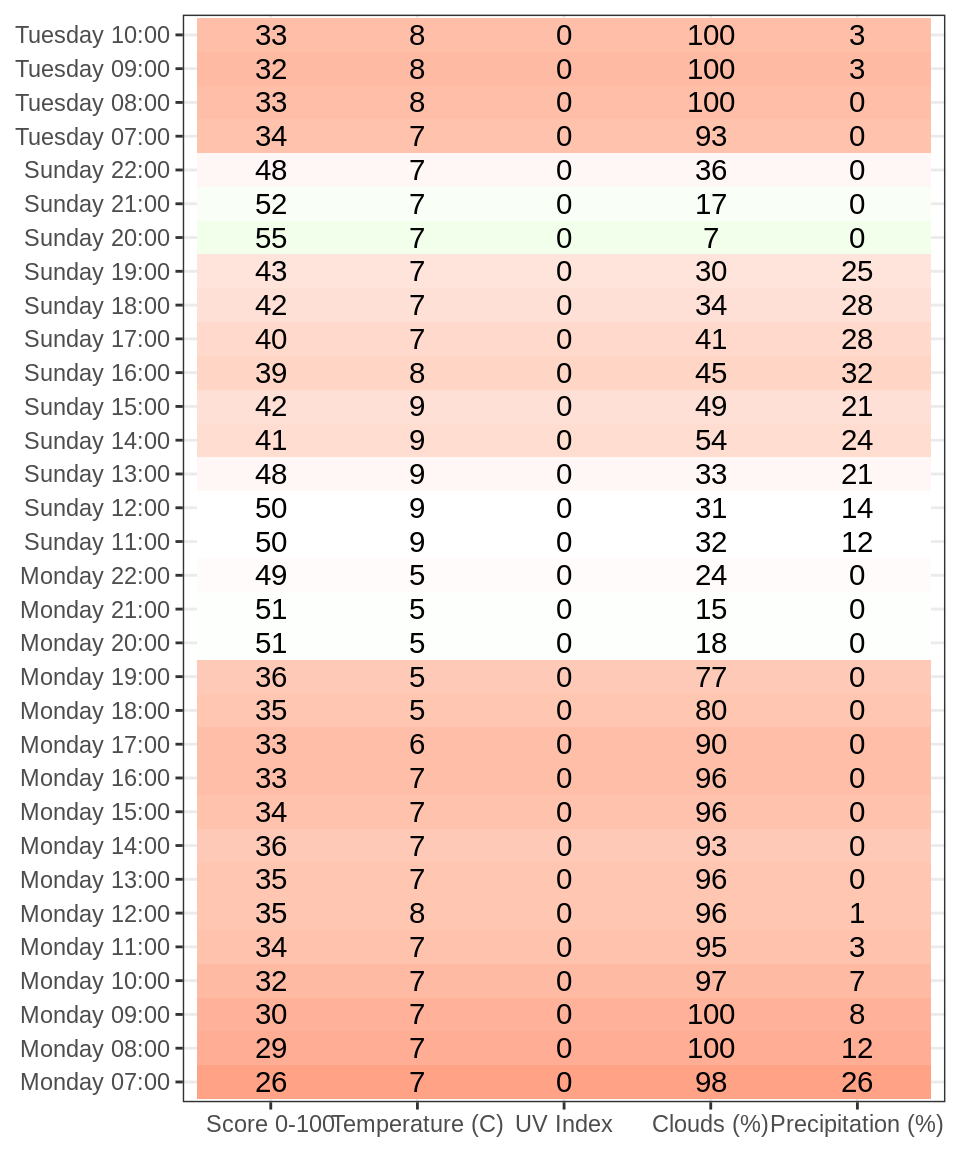 Tuesday 10:00 33 8 0 100 3
Tuesday 09:00 32 8 0 100 3
Tuesday 08:00 33 8 0 100 0
Tuesday 07:00 34 7 0 93 0
Sunday 22:00 48 7 0 36 0
Sunday 21:00 52 7 0 17 0
Sunday 20:00 55 7 0 7 0
Sunday 19:00 43 7 0 30 25
Sunday 18:00 42 7 0 34 28
Sunday 17:00 40 7 0 41 28
Sunday 16:00 39 8 0 45 32
Sunday 15:00 42 9 0 49 21
Sunday 14:00 41 9 0 54 24
Sunday 13:00 48 9 0 33 21
Sunday 12:00 50 9 0 31 14
Sunday 11:00 50 9 0 32 12
Monday 22:00 49 5 0 24 0
Monday 21:00 51 5 0 15 0
Monday 20:00 51 5 0 18 0
Monday 19:00 36 5 0 77 0
Monday 18:00 35 5 0 80 0
Monday 17:00 33 6 0 90 0
Monday 16:00 33 7 0 96 0
Monday 15:00 34 7 0 96 0
Monday 14:00 36 7 0 93 0
Monday 13:00 35 7 0 96 0
Monday 12:00 35 8 0 96 1
Monday 11:00 34 7 0 95 3
Monday 10:00 32 7 0 97 7
Monday 09:00 30 7 0 100 8
Monday 08:00 29 7 0 100 12
Monday 07:00 26 7 0 98 26
Score 0-100 Temperature (C) UV Index Clouds (%) Precipitation (%)